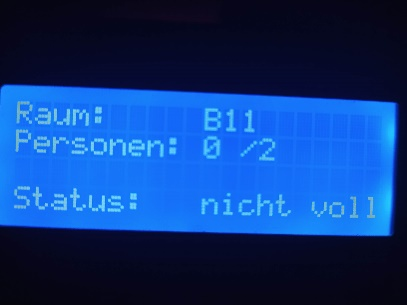 Raum: B11
Personen: 0 /2
Status: nicht voll